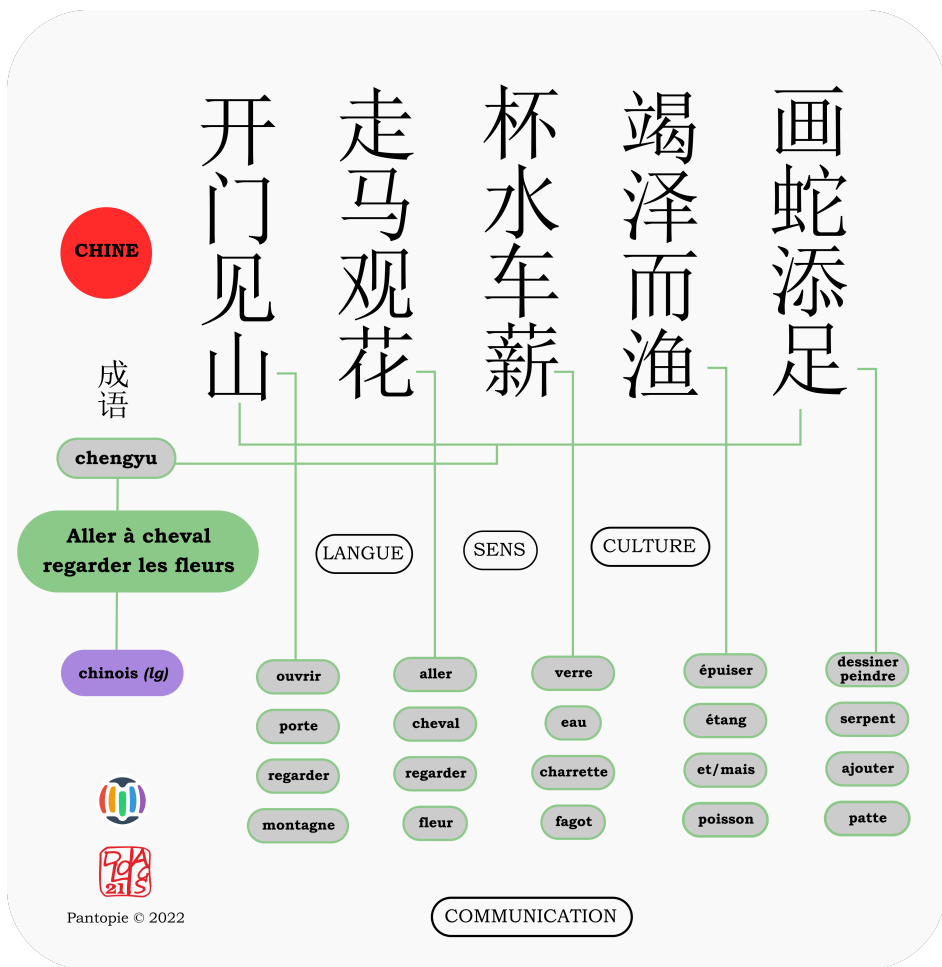 开门见山
走马观花
杯水车薪
竭泽而渔
画蛇添足
CHINE
成语
chengyu
Aller à cheval
regarder les fleurs
chinois (lg)
LANGUE
SENS
CULTURE
ouvrir
porte
regarder
montagne
aller
cheval
regarder
fleur
verre
eau
charrette
fagot
épuiser
étang
et/mais
poisson
dessiner
peindre
serpent
ajouter
patte
21
Pantopie © 2022
COMMUNICATION